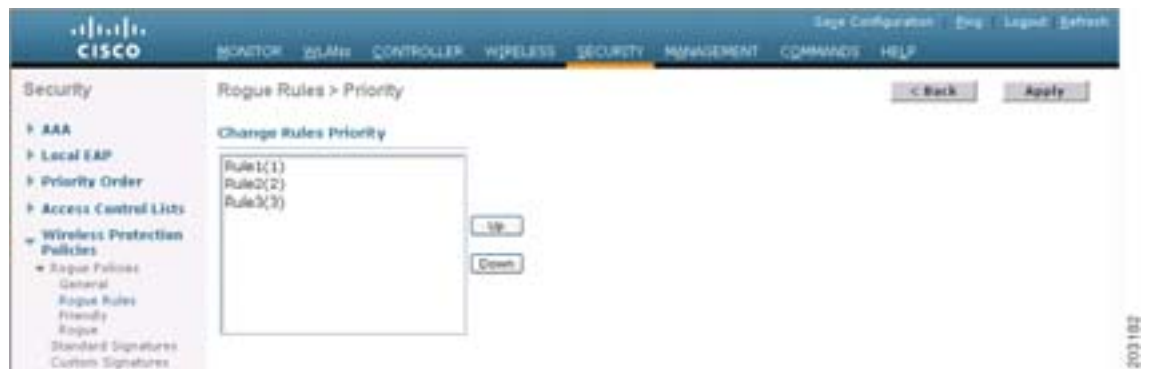 Save Configuration Ping Logout Refresh
CISCO
MONITOR WLANs CONTROLLER WIRELESS SECURITY MANAGEMENT COMMANDS HELP
Security
Rogue Rules > Priority
< Back Apply
AAA
Local EAP
Priority Order
Access Control Lists
Wireless Protection
Policies
Rogue Policies
General
Rogue Rules
Friendly
Rogue
Standard Signatures
Custom Signatures
Change Rules Priority
Rule1(1)
Rule2(2)
Rule3(3)
Up
Down
203182